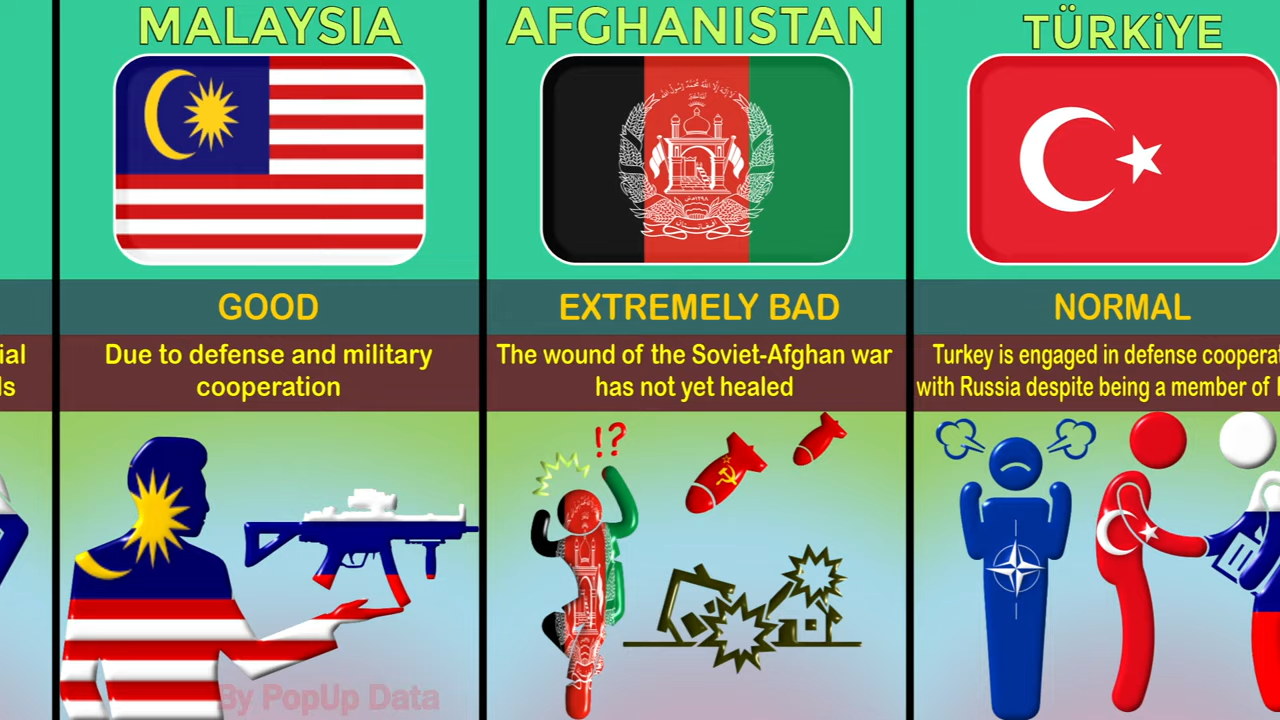 MALAYSIA
AFGHANISTAN
TÜRKiYE
GOOD
EXTREMELY BAD
NORMAL
ial
ls
Due to defense and military
cooperation
The wound of the Soviet-Afghan war
has not yet healed
Turkey is engaged in defense cooperat
with Russia despite being a member of
!?
By PopUp Data